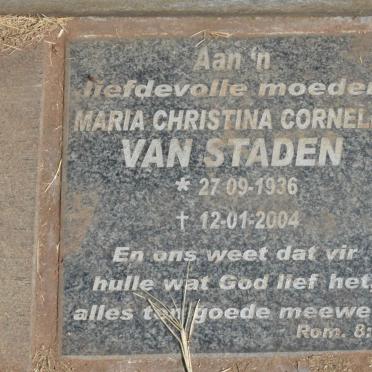 Aan 'n
liefdevolle moeder
MARIA CHRISTINA CORNEL
VAN STADEN
* 27-09-1936
† 12-01-2004
En ons weet dat vir
hulle wat God lief het,
alles ten goede meewe
Rom. 8: